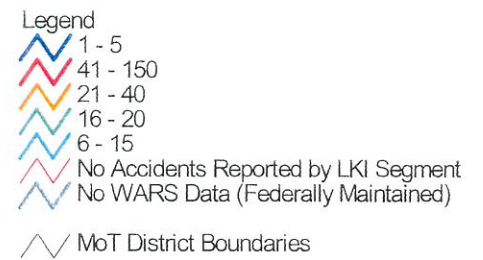 Legend
1 - 5
41 - 150
21 - 40
16 - 20
6 - 15
No Accidents Reported by LKI Segment
No WARS Data (Federally Maintained)
MoT District Boundaries